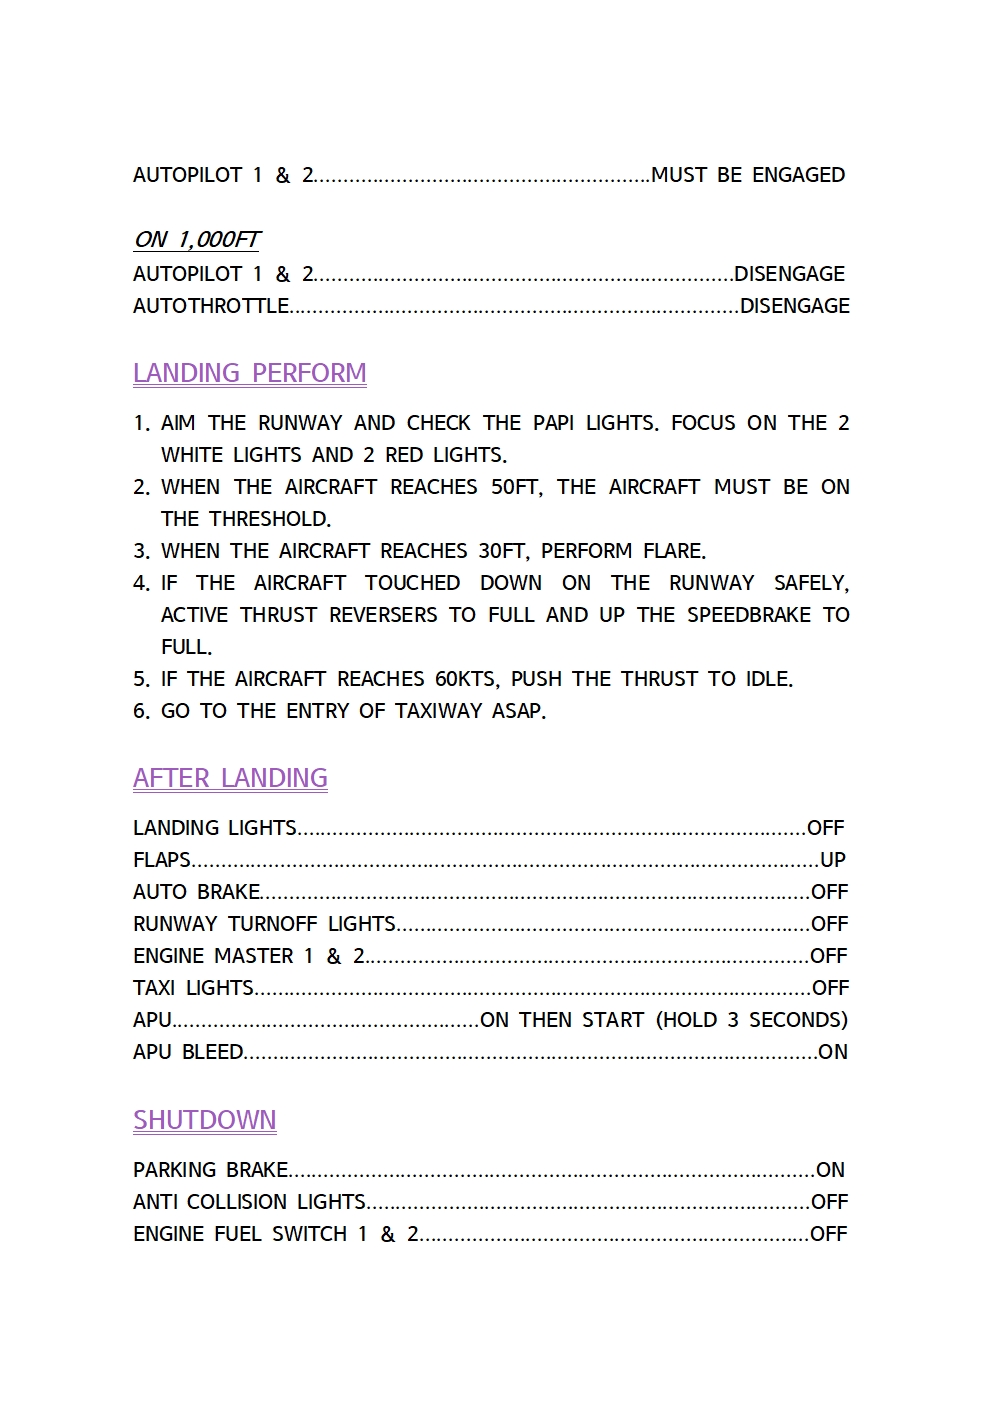 AUTOPILOT 1 & 2..........................................................MUST BE ENGAGED
ON 1,000FT
AUTOPILOT 1 & 2........................................................................DISENGAGE
AUTOTHROTTLE.............................................................................DISENGAGE
LANDING PERFORM
1. AIM THE RUNWAY AND CHECK THE PAPI LIGHTS. FOCUS ON THE 2
WHITE LIGHTS AND 2 RED LIGHTS.
2. WHEN THE AIRCRAFT REACHES 50FT, THE AIRCRAFT MUST BE ON
THE THRESHOLD.
3. WHEN THE AIRCRAFT REACHES 30FT, PERFORM FLARE.
4. IF THE AIRCRAFT TOUCHED DOWN ON THE RUNWAY SAFELY,
ACTIVE THRUST REVERSERS TO FULL AND UP THE SPEEDBRAKE TO
FULL.
5. IF THE AIRCRAFT REACHES 60KTS, PUSH THE THRUST TO IDLE.
6. GO TO THE ENTRY OF TAXIWAY ASAP.
AFTER LANDING
LANDING LIGHTS.......................................................................................OFF
FLAPS...........................................................................................................UP
AUTO BRAKE..............................................................................................OFF
RUNWAY TURNOFF LIGHTS.......................................................................OFF
ENGINE MASTER 1 & 2............................................................................OFF
TAXI LIGHTS...............................................................................................OFF
APU....................................................ON THEN START (HOLD 3 SECONDS)
APU BLEED..................................................................................................ON
SHUTDOWN
PARKING BRAKE..........................................................................................ON
ANTI COLLISION LIGHTS............................................................................OFF
ENGINE FUEL SWITCH 1 & 2...................................................................OFF